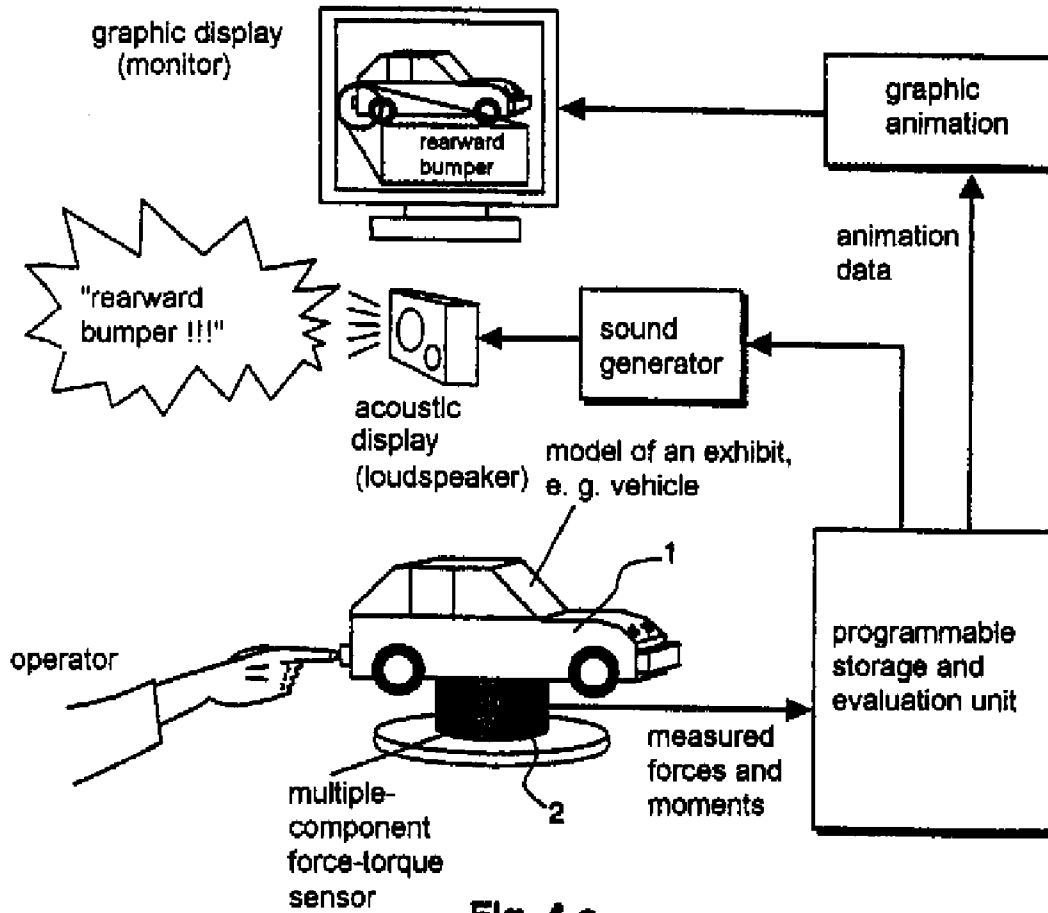 graphic display
(monitor)
rearward
bumper
graphic
animation
animation
data
"rearward
bumper !!!"
sound
generator
acoustic
display
(loudspeaker)
model of an exhibit,
e. g. vehicle
1
operator
programmable
storage and
evaluation unit
measured
forces and
moments
2
multiple-
component
force-torque
sensor